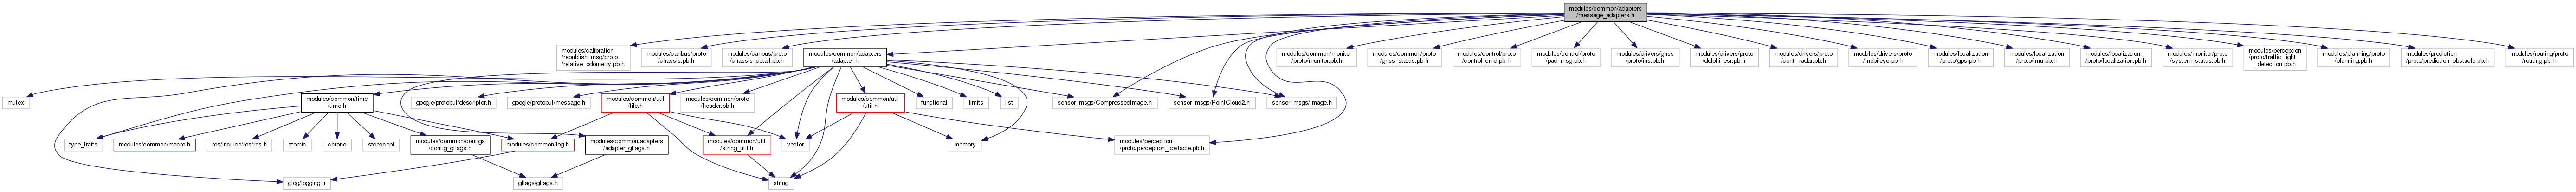 modules/common/adapters
/message_adapters.h
modules/calibration
/republish_msg/proto
/relative_odometry.pb.h
modules/canbus/proto
/chassis.pb.h
modules/canbus/proto
/chassis_detail.pb.h
modules/common/adapters
/adapter.h
modules/common/monitor
/proto/monitor.pb.h
modules/common/proto
/gnss_status.pb.h
modules/control/proto
/control_cmd.pb.h
modules/control/proto
/pad_msg.pb.h
modules/drivers/gnss
/proto/ins.pb.h
modules/drivers/proto
/delphi_esr.pb.h
modules/drivers/proto
/conti_radar.pb.h
modules/drivers/proto
/mobileye.pb.h
modules/localization
/proto/gps.pb.h
modules/localization
/proto/imu.pb.h
modules/localization
/proto/localization.pb.h
modules/monitor/proto
/system_status.pb.h
modules/perception
/proto/traffic_light
_detection.pb.h
modules/planning/proto
/planning.pb.h
modules/prediction
/proto/prediction_obstacle.pb.h
modules/routing/proto
/routing.pb.h
mutex
modules/common/time
/time.h
google/protobuf/descriptor.h
google/protobuf/message.h
modules/common/util
/file.h
modules/common/proto
/header.pb.h
modules/common/util
/util.h
functional
limits
list
sensor_msgs/CompressedImage.h
sensor_msgs/PointCloud2.h
sensor_msgs/Image.h
type_traits
modules/common/macro.h
ros/include/ros/ros.h
atomic
chrono
stdexcept
modules/common/configs
/config_gflags.h
modules/common/log.h
modules/common/adapters
/adapter_gflags.h
modules/common/util
/string_util.h
vector
memory
modules/perception
/proto/perception_obstacle.pb.h
glog/logging.h
gflags/gflags.h
string